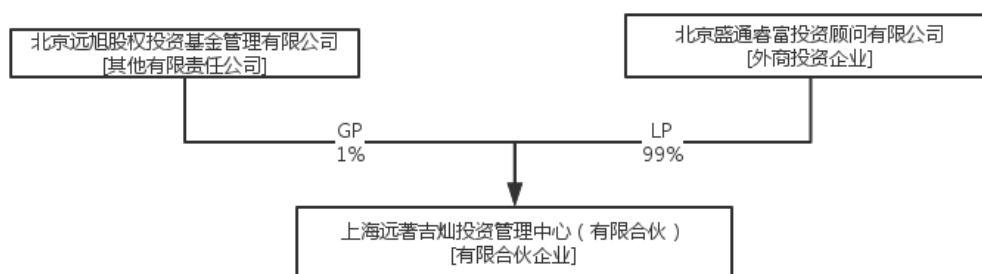 北京远旭股权投资基金管理有限公司
[其他有限责任公司]
北京盛通睿富投资顾问有限公司
[外商投资企业]
GP
1%
LP
99%
上海远著吉灿投资管理中心（有限合伙）
[有限合伙企业]